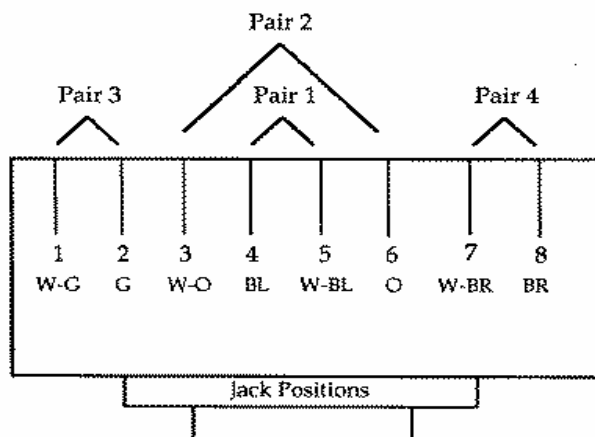 Pair 2
Pair 3 Pair 1 Pair 4
1 2 3 4 5 6 7 8
W-G G W-O BL W-BL O W-BR BR
Jack Positions